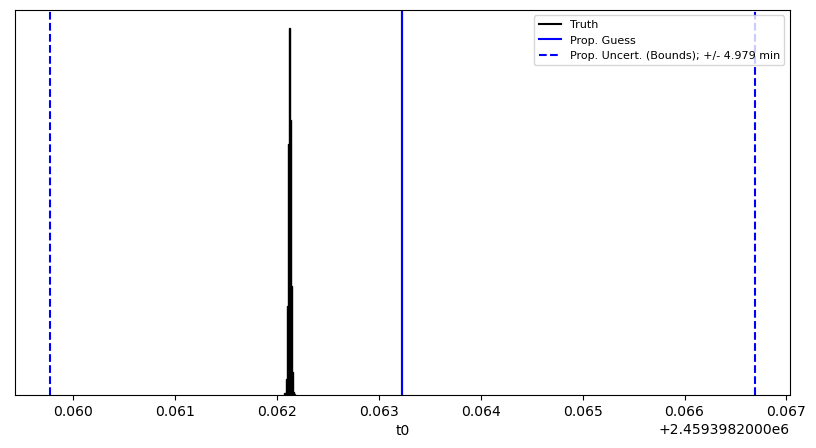 Truth
Prop. Guess
Prop. Uncert. (Bounds); +/- 4.979 min
0.060 0.061 0.062 0.063 0.064 0.065 0.066 0.067
t0
+2.4593982000e6